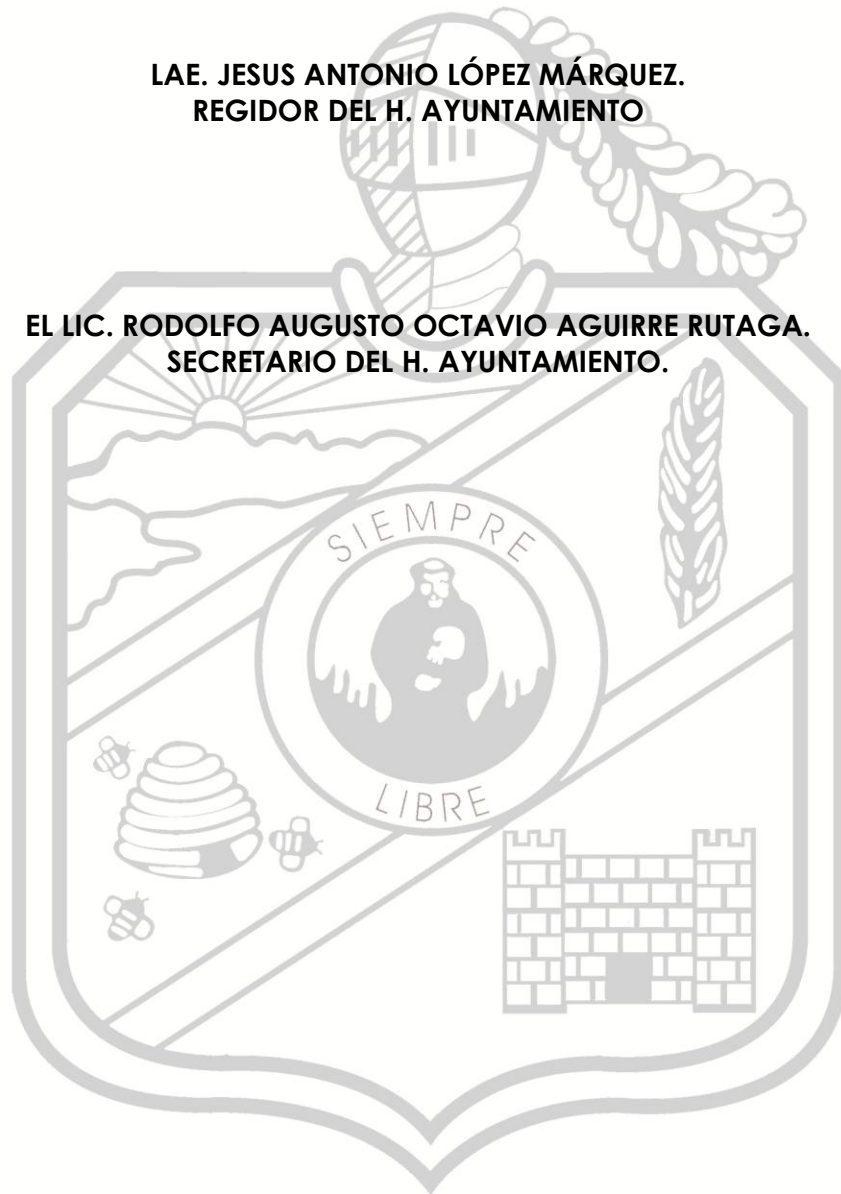 LAE. JESUS ANTONIO LÓPEZ MÁRQUEZ.
REGIDOR DEL H. AYUNTAMIENTO
EL LIC. RODOLFO AUGUSTO OCTAVIO AGUIRRE RUTAGA.
SECRETARIO DEL H. AYUNTAMIENTO.
SIEMPRE
LIBRE